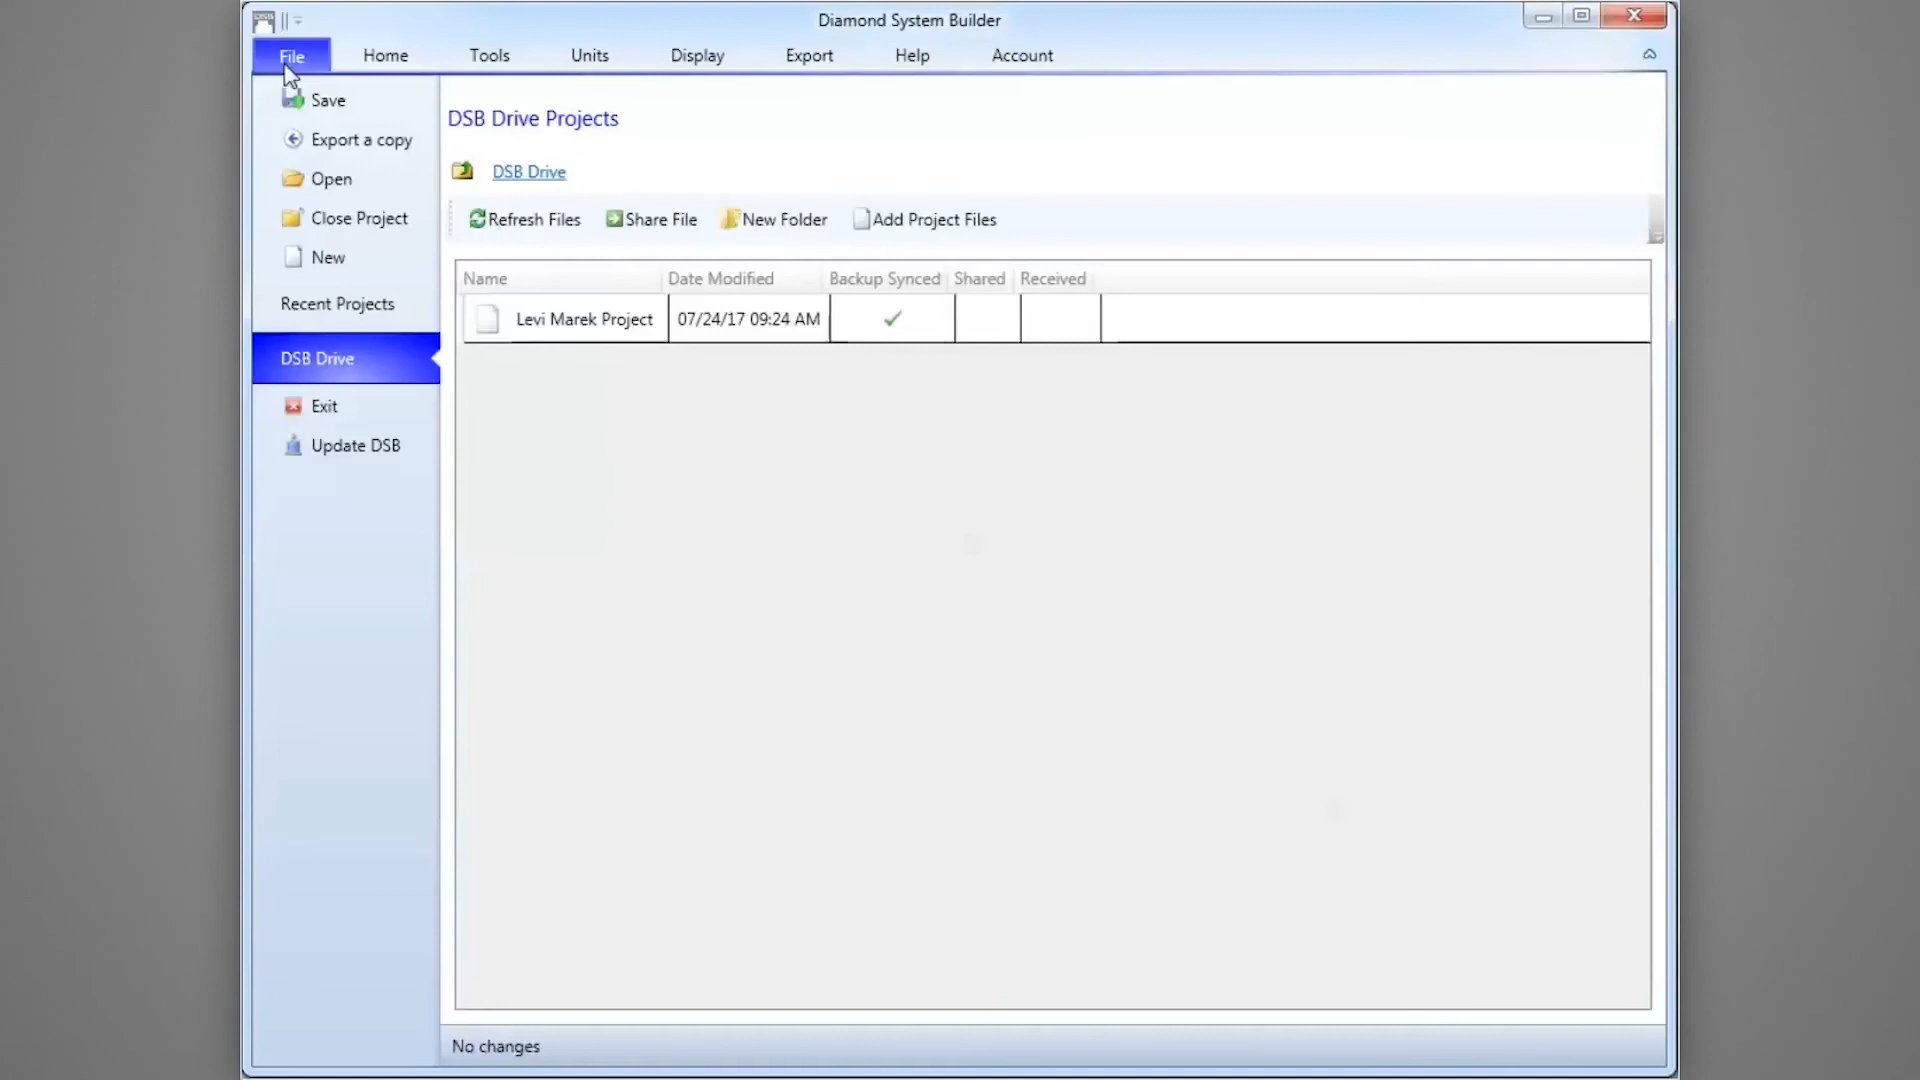 Diamond System Builder
File Home Tools Units Display Export Help Account
Save
Export a copy
Open
Close Project
New
Recent Projects
DSB Drive
Exit
Update DSB
DSB Drive Projects
DSB Drive
Refresh Files Share File New Folder Add Project Files
Name Date Modified Backup Synced Shared Received
Levi Marek Project 07/24/17 09:24 AM
No changes